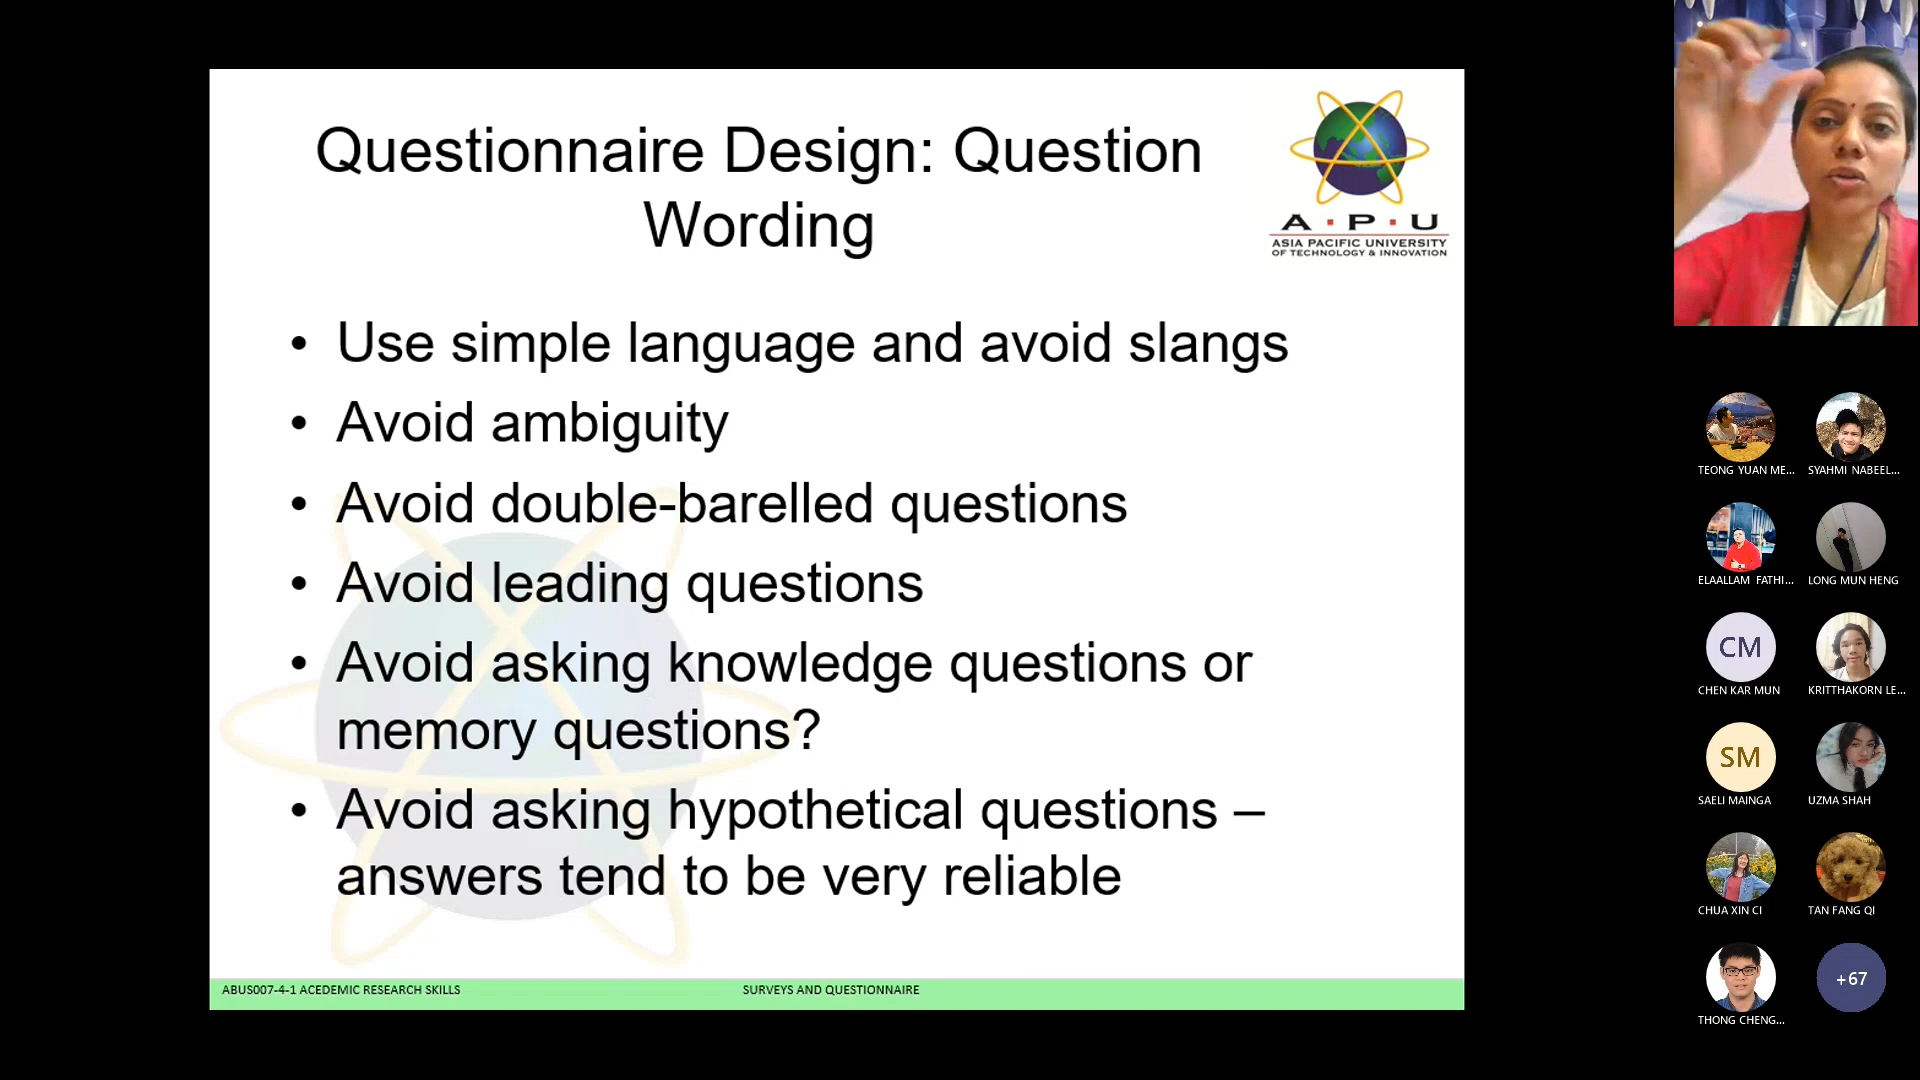 Questionnaire Design: Question
Wording
A·P·U
ASIA PACIFIC UNIVERSITY
OF TECHNOLOGY & INNOVATION
• Use simple language and avoid slangs
• Avoid ambiguity
• Avoid double-barelled questions
• Avoid leading questions
• Avoid asking knowledge questions or
memory questions?
• Avoid asking hypothetical questions –
answers tend to be very reliable
ABUS007-4-1 ACEDEMIC RESEARCH SKILLS
SURVEYS AND QUESTIONNAIRE
TEONG YUAN ME...
SYAHMI NABEEL...
ELAALLAM FATHI...
LONG MUN HENG
CM
CHEN KAR MUN
KRITTHAKORN LE...
SM
SAELI MAINGA
UZMA SHAH
CHUA XIN CI
TAN FANG QI
THONG CHENG...
+67